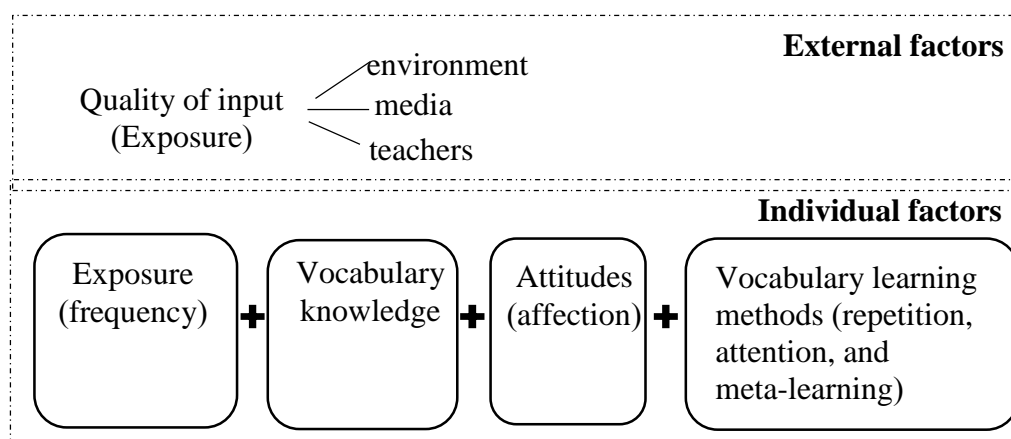 External factors
environment
Quality of input
(Exposure)
media
teachers
Individual factors
Exposure
(frequency)
+
Vocabulary
knowledge
+
Attitudes
(affection)
+
Vocabulary learning
methods (repetition,
attention, and
meta-learning)